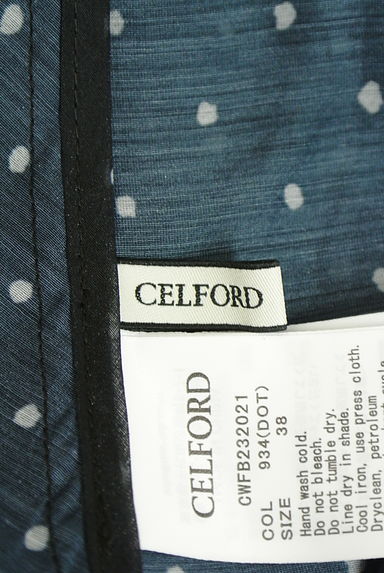 CELFORD
CELFORD
CWFB232021
COL 934(DOT)
SIZE 38
Hand wash cold.
Do not bleach.
Do not tumble dry.
Line dry in shade.
Cool iron, use press cloth.
Dryclean, petroleum